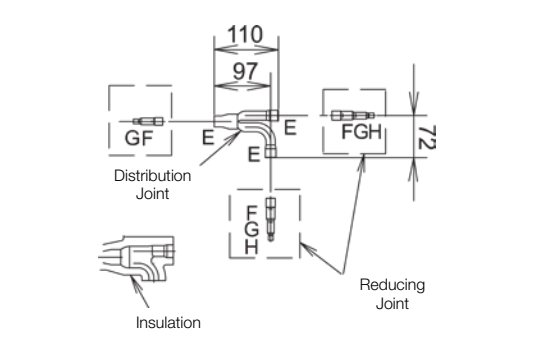 110
97
GF
E
E
E
FGH
72
Distribution
Joint
F
G
H
Reducing
Joint
Insulation